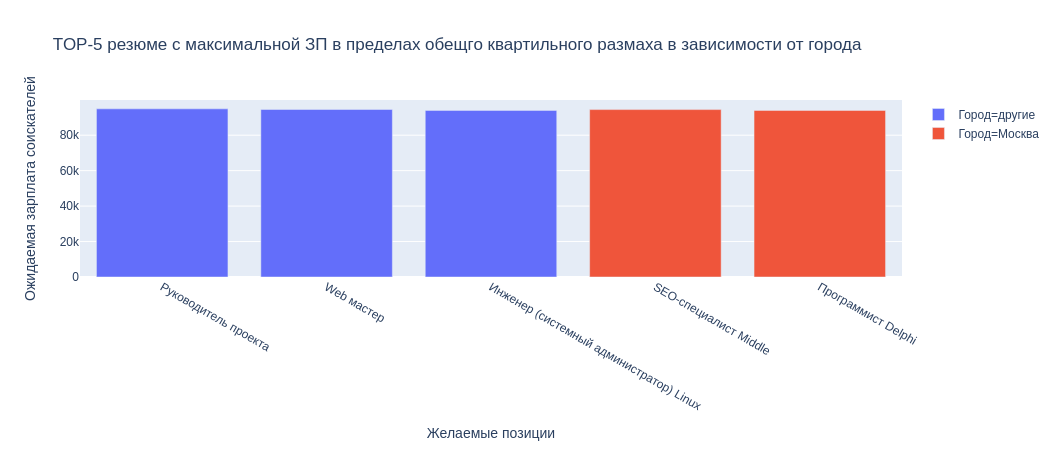 TOP-5 резюме с максимальной ЗП в пределах обещго квартильного размаха в зависимости от города
Ожидаемая зарплата соискателей
80k
60k
40k
20k
0
Руководитель проекта
Web мастер
Инженер (системный администратор) Linux
SEO-специалист Middle
Программист Delphi
Желаемые позиции
Город=другие
Город=Москва